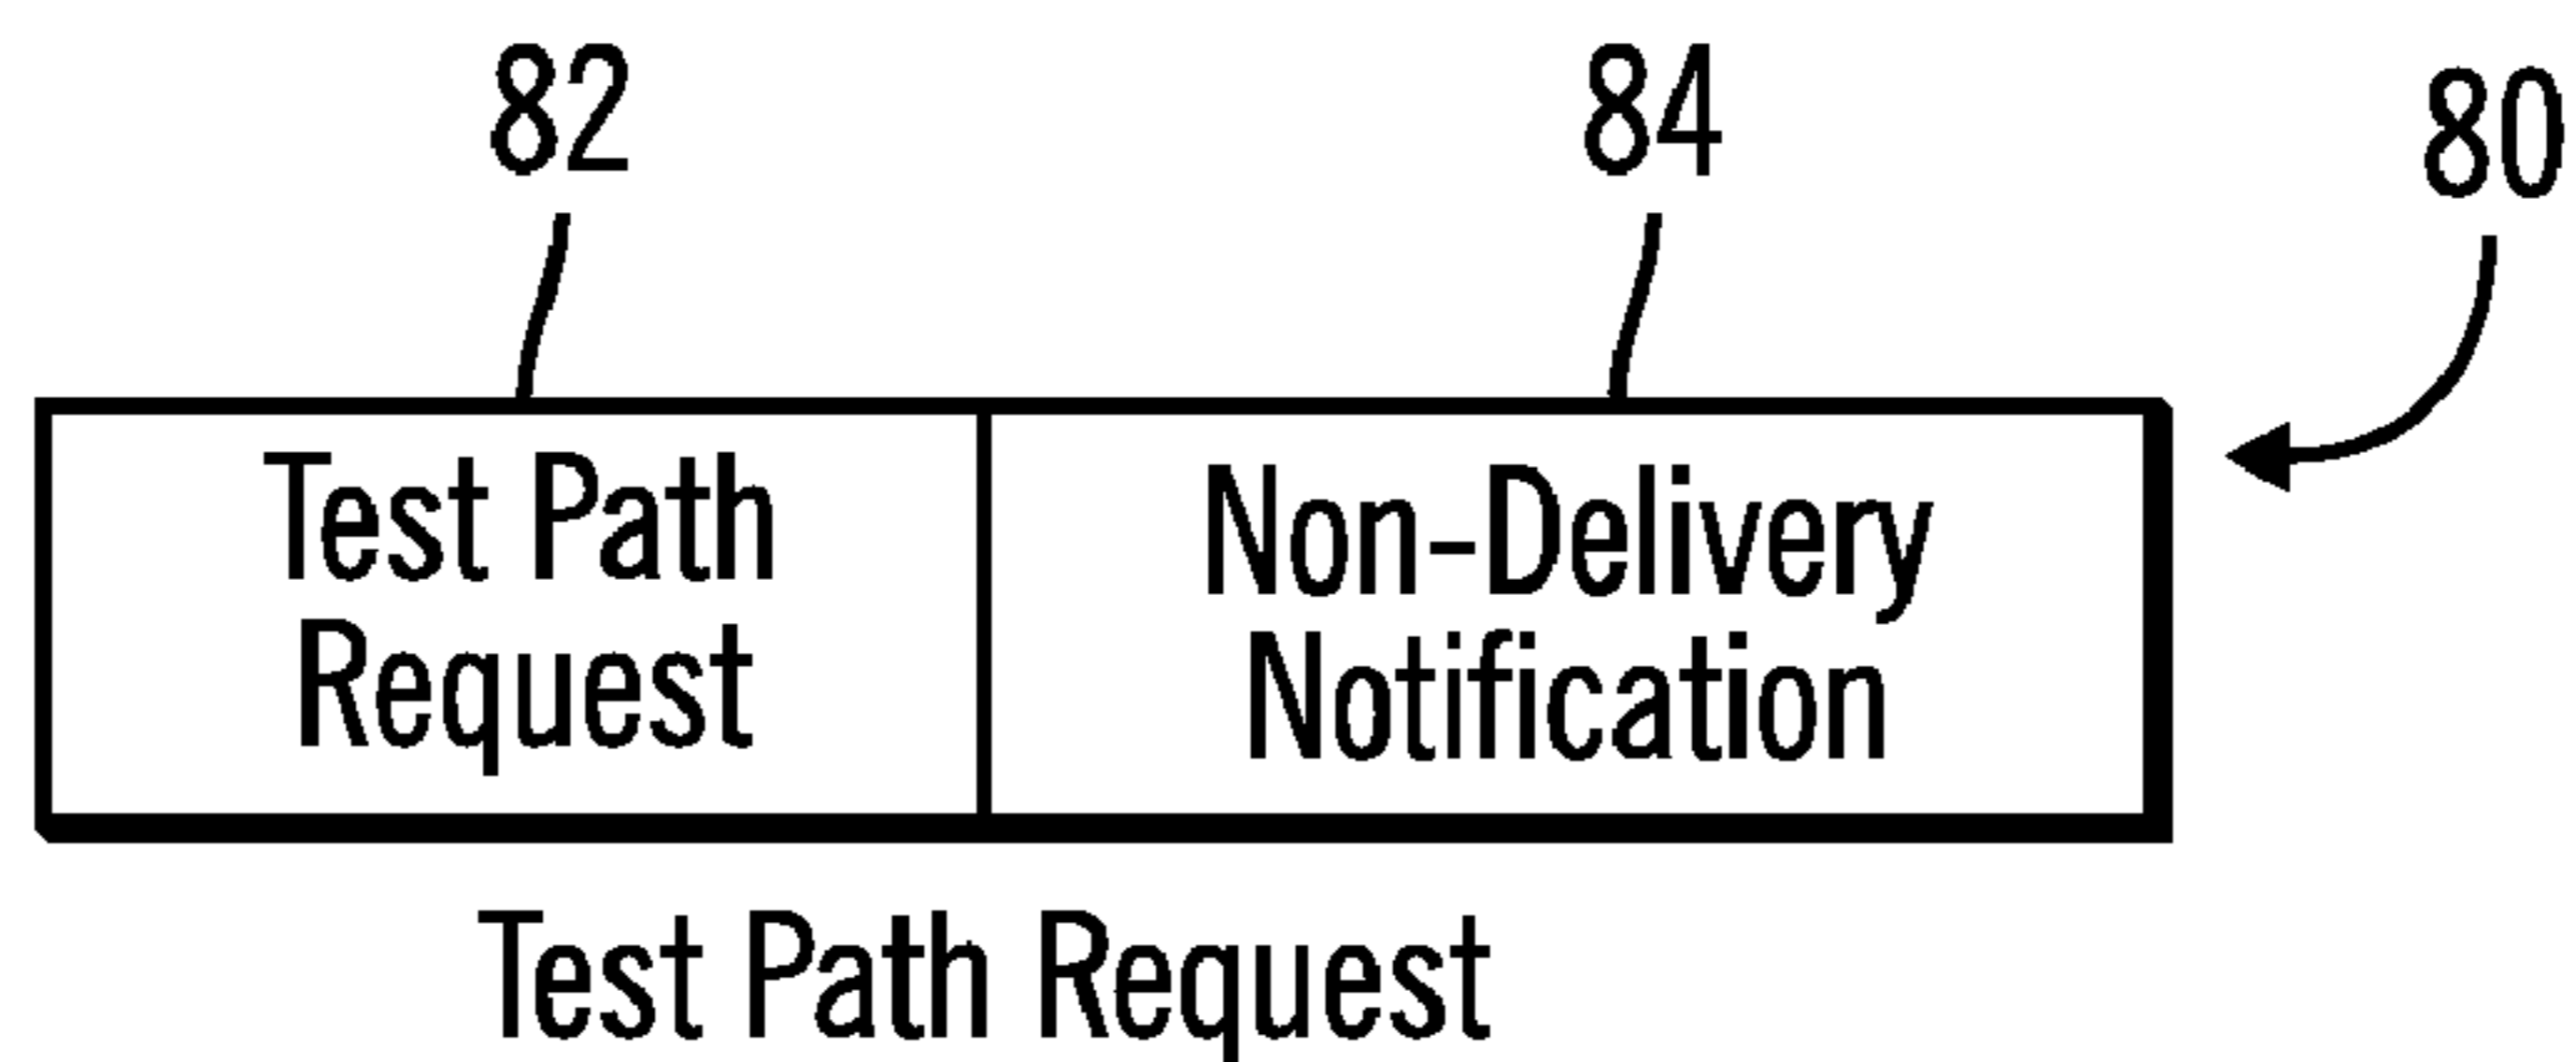 82
84
80
Test Path
Request
Non-Delivery
Notification
Test Path Request